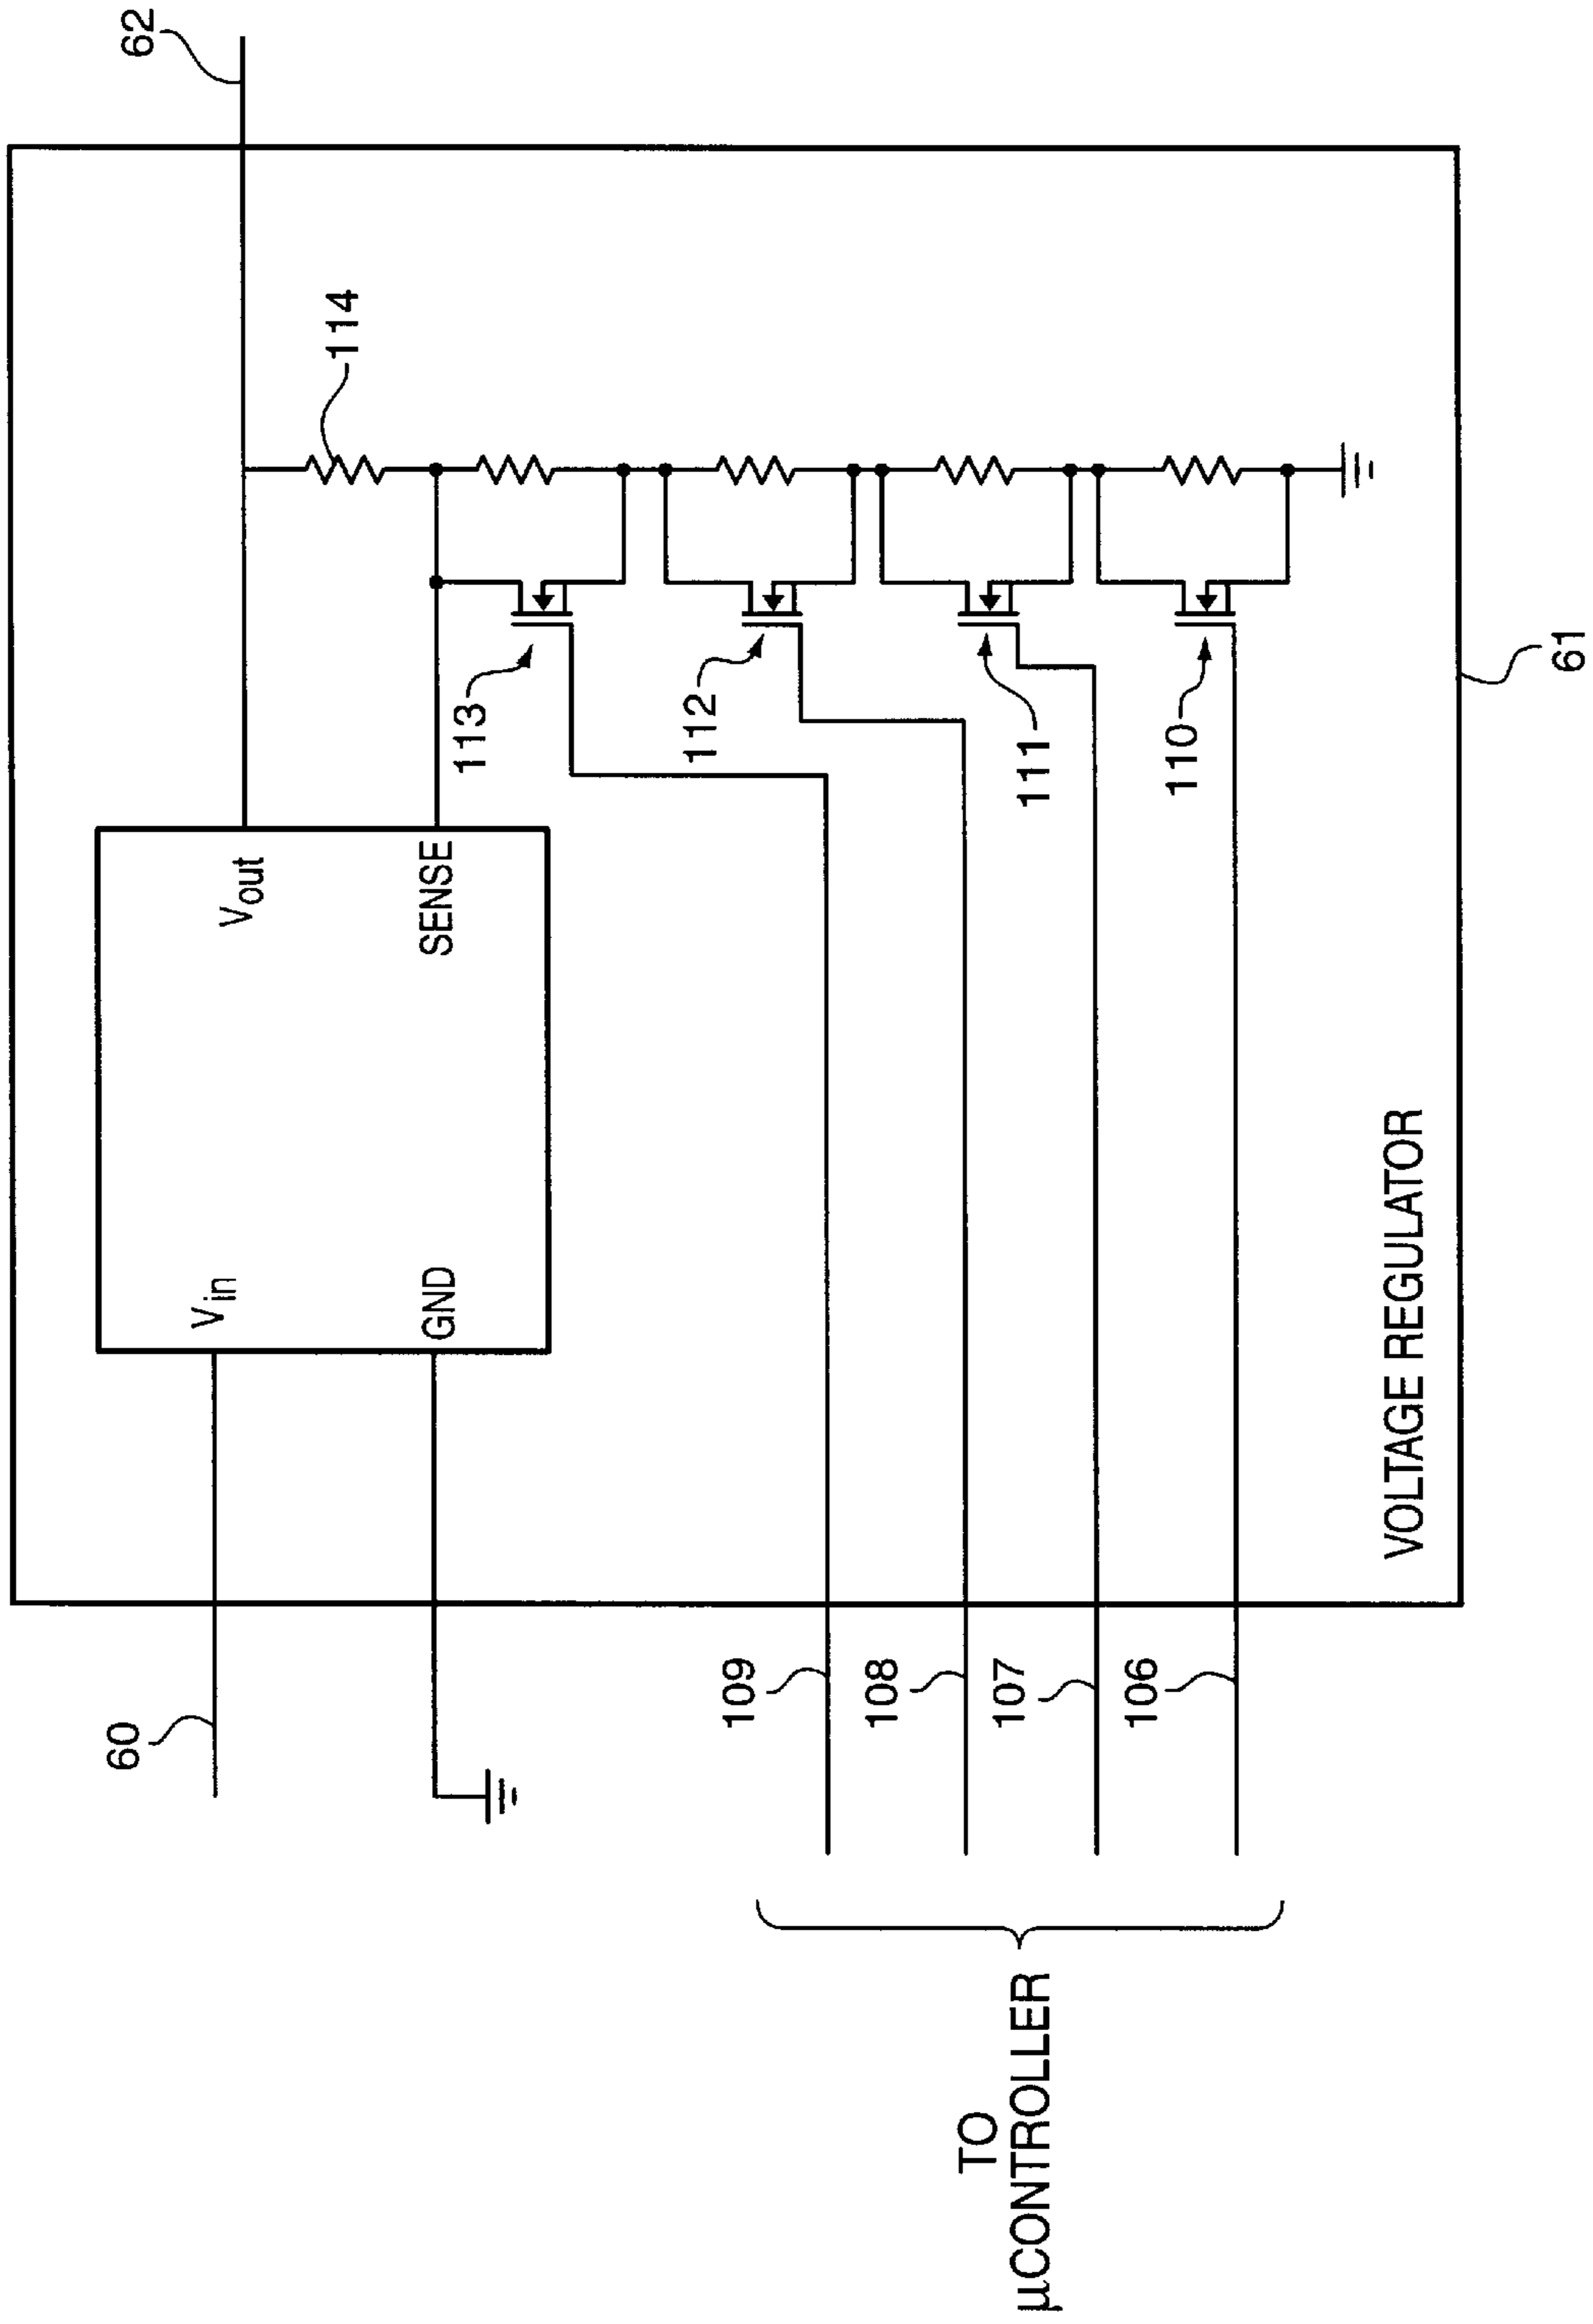 62
114
V_out
SENSE
V_in
GND
113
112
111
110
61
VOLTAGE REGULATOR
60
109
108
107
106
TO
μCONTROLLER